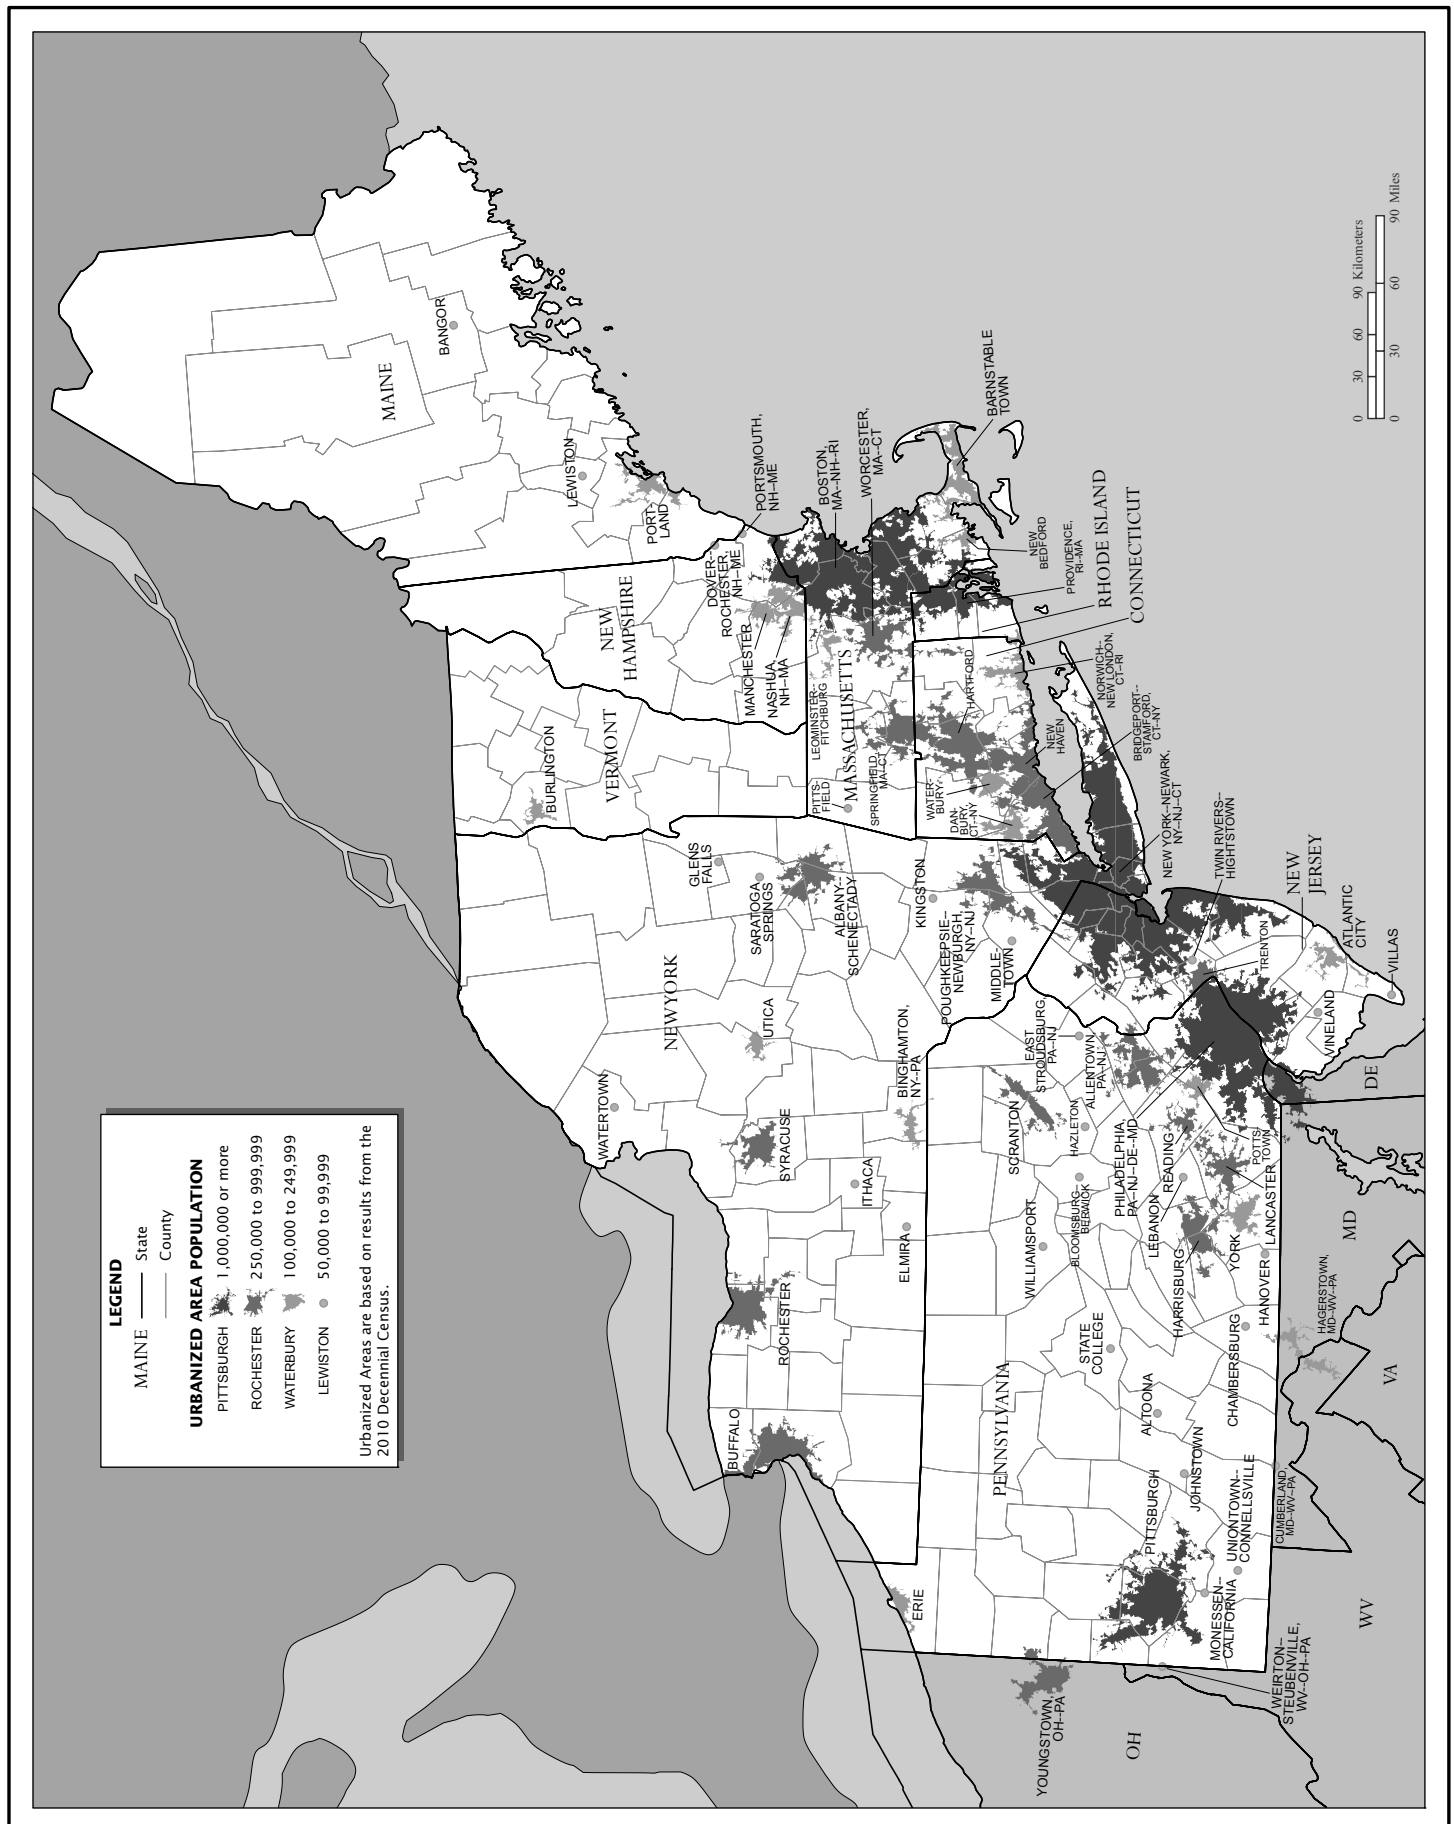 LEGEND
MAINE
State
County
URBANIZED AREA POPULATION
PITTSBURGH 1,000,000 or more
ROCHESTER 250,000 to 999,999
WATERBURY 100,000 to 249,999
LEWISTON 50,000 to 99,999
Urbanized Areas are based on results from the
2010 Decennial Census.
MAINE
BANGOR
LEWISTON
PORT-
LAND
NEW
HAMPSHIRE
DOVER--
ROCHESTER,
NH--ME
PORTSMOUTH,
NH--ME
MANCHESTER
NASHUA,
NH--MA
VERMONT
BURLINGTON
BOSTON,
MA--NH--RI
WORCESTER,
MA--CT
BARNSTABLE
TOWN
LEOMINSTER--
FITCHBURG
MASSACHUSETTS
PITTS-
FIELD
SPRINGFIELD,
MA--CT
NEW
BEDFORD
PROVIDENCE,
RI--MA
RHODE ISLAND
CONNECTICUT
HARTFORD
NORWICH--
NEW LONDON,
CT--RI
WATER-
BURY
DAN-
BURY,
CT--NY
NEW
HAVEN
BRIDGEPORT--
STAMFORD,
CT--NY
NEW YORK--NEWARK,
NY--NJ--CT
TWIN RIVERS--
HIGHTSTOWN
NEW
JERSEY
TRENTON
ATLANTIC
CITY
VILLAS
VINELAND
NEWYORK
GLENS
FALLS
SARATOGA
SPRINGS
ALBANY--
SCHENECTADY
KINGSTON
POUGHKEEPSIE--
NEWBURGH,
NY--NJ
MIDDLE-
TOWN
UTICA
WATERTOWN
SYRACUSE
BINGHAMTON,
NY--PA
ITHACA
ELMIRA
ROCHESTER
BUFFALO
PENNSYLVANIA
EAST
STROUDSBURG,
PA--NJ
ALLENTOWN,
PA--NJ
SCRANTON
HAZLETON
PHILADELPHIA,
PA--NJ--DE--MD
BLOOMSBURG--
BERWICK
WILLIAMSPORT
READING
POTTS-
TOWN
LEBANON
LANCASTER
HARRISBURG
YORK
HANOVER
STATE
COLLEGE
ALTOONA
CHAMBERSBURG
JOHNSTOWN
PITTSBURGH
UNIONTOWN--
CONNELLSVILLE
MONESSEN--
CALIFORNIA
ERIE
YOUNGSTOWN,
OH--PA
WEIRTON--
STEUBENVILLE,
WV--OH--PA
CUMBERLAND,
MD--WV--PA
HAGERSTOWN,
MD--WV--PA
OH
WV
VA
MD
DE
0 30 60 90 Kilometers
0 30 60 90 Miles